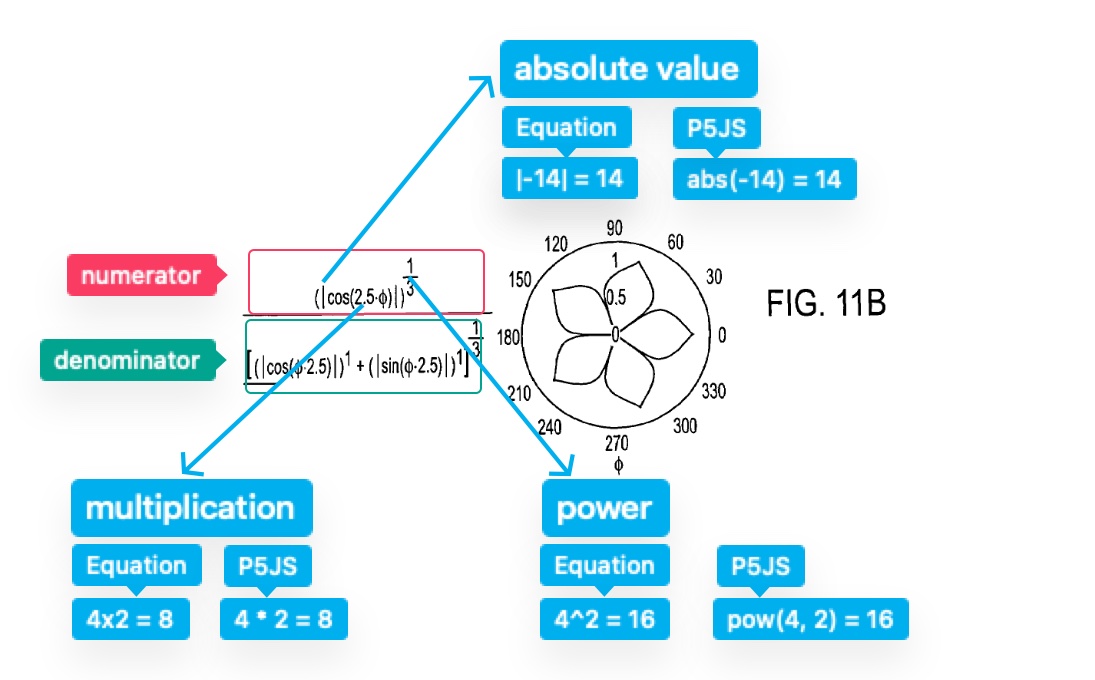 absolute value
Equation
P5JS
|-14| = 14
abs(-14) = 14
numerator
(|cos(2.5·ϕ)|)^1/3
denominator
[(|cos(ϕ·2.5)|)^1 + (|sin(ϕ·2.5)|)^1]^1/3
90
120
60
150
1
30
0.5
180
0
0
210
330
240
300
270
ϕ
FIG. 11B
multiplication
Equation
P5JS
4x2 = 8
4 * 2 = 8
power
Equation
P5JS
4^2 = 16
pow(4, 2) = 16